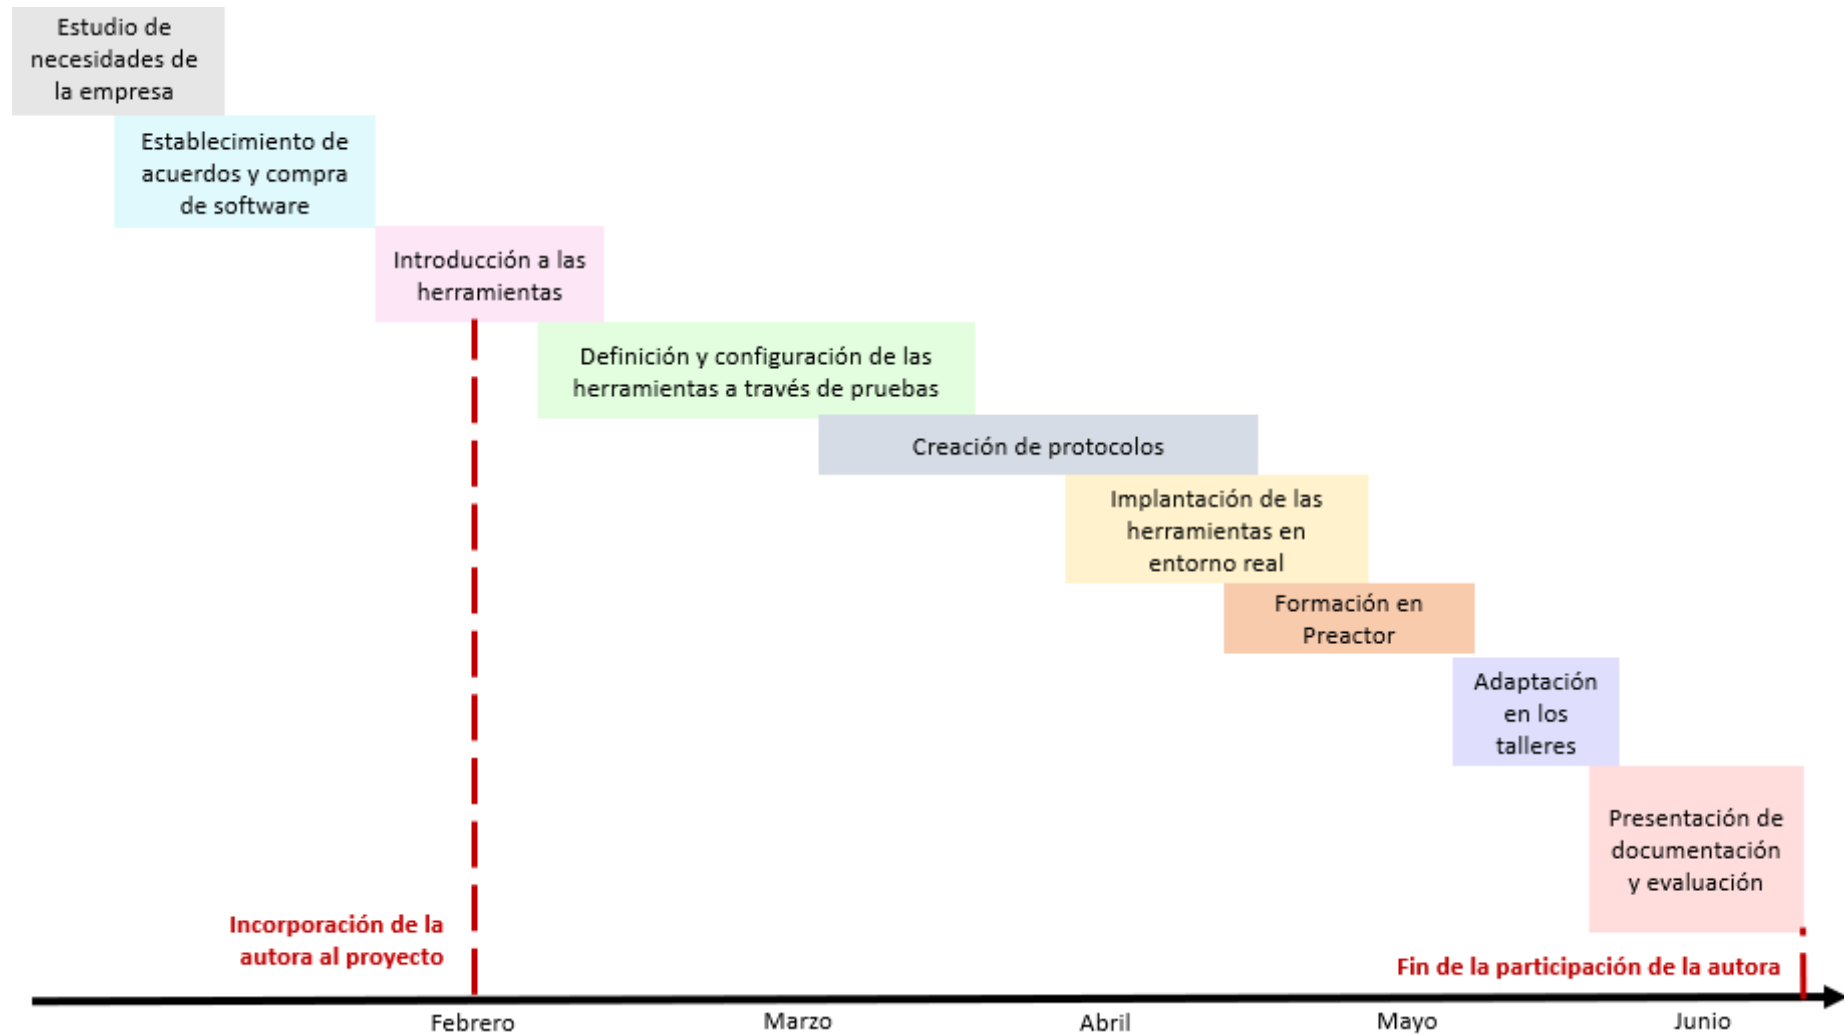 Estudio de
necesidades de
la empresa
Establecimiento de
acuerdos y compra
de software
Introducción a las
herramientas
Definición y configuración de las
herramientas a través de pruebas
Creación de protocolos
Implantación de las
herramientas en
entorno real
Formación en
Preactor
Adaptación
en los
talleres
Presentación de
documentación
y evaluación
Incorporación de la
autora al proyecto
Fin de la participación de la autora
Febrero
Marzo
Abril
Mayo
Junio